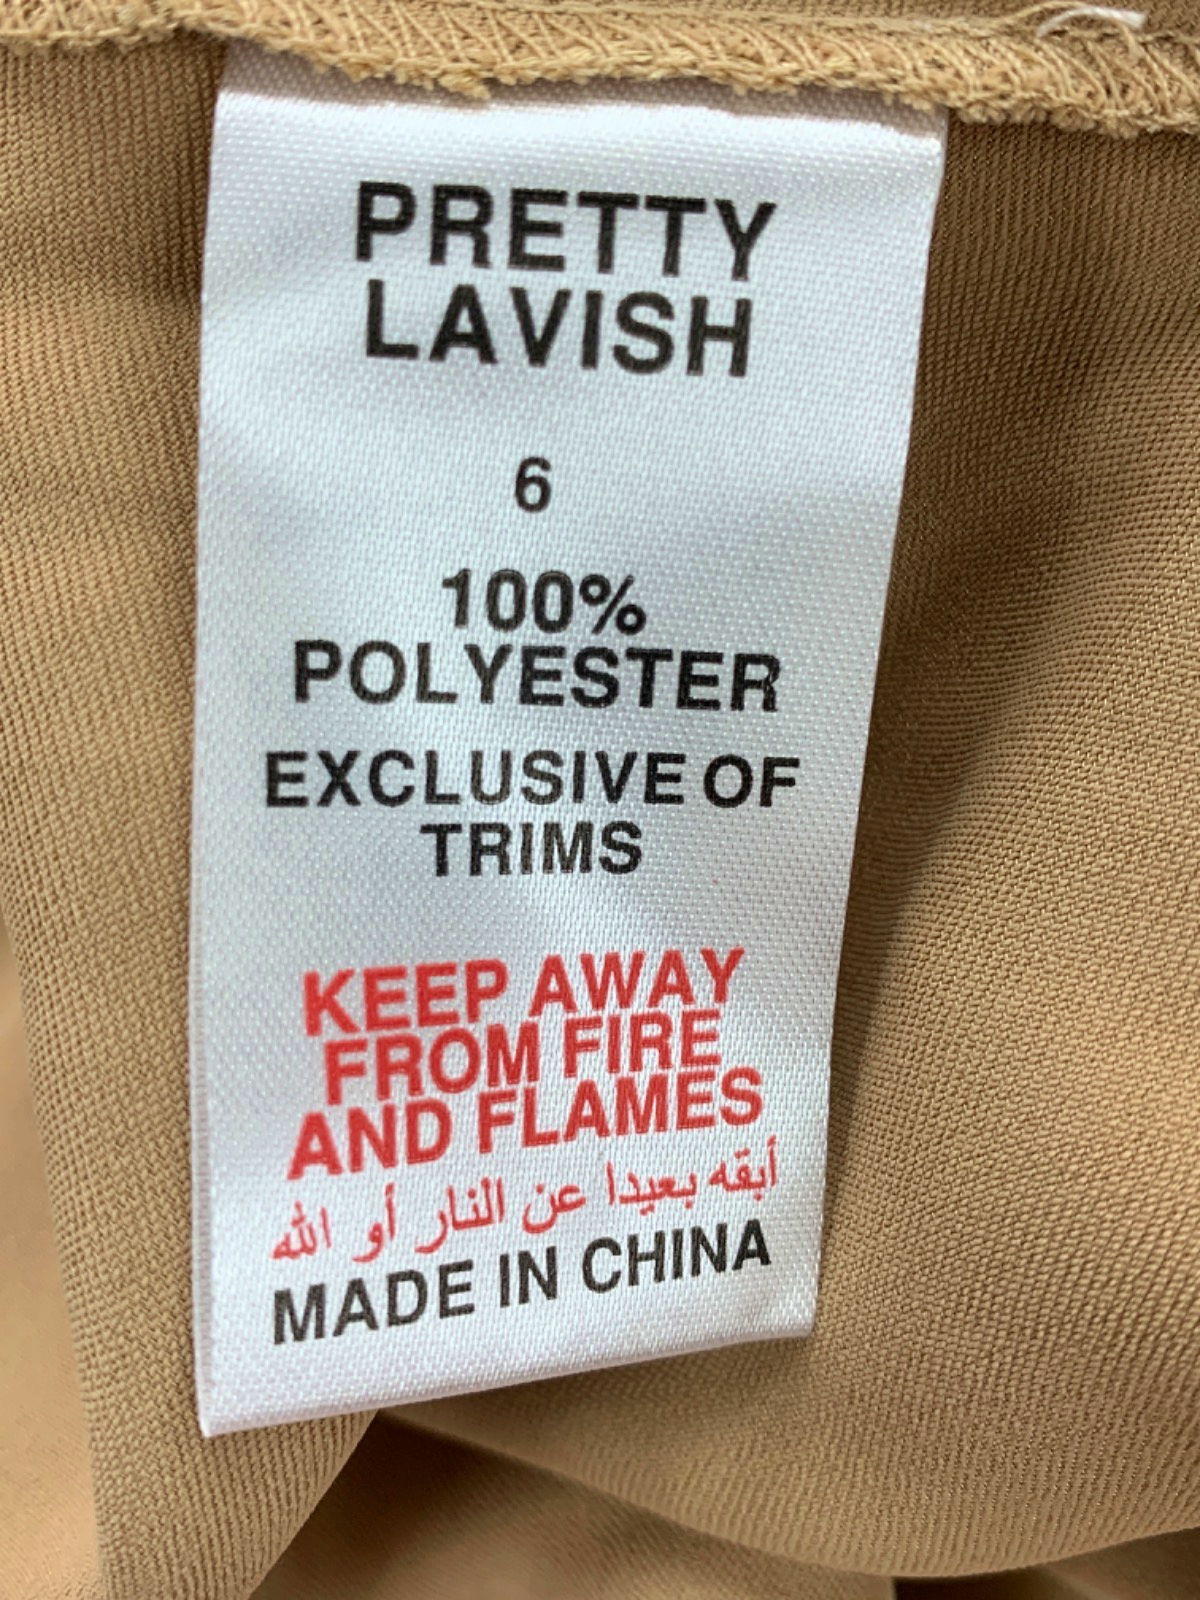 PRETTY
LAVISH
6
100%
POLYESTER
EXCLUSIVE OF
TRIMS
KEEP AWAY
FROM FIRE
AND FLAMES
أبقه بعيدا عن النار أو الله
MADE IN CHINA